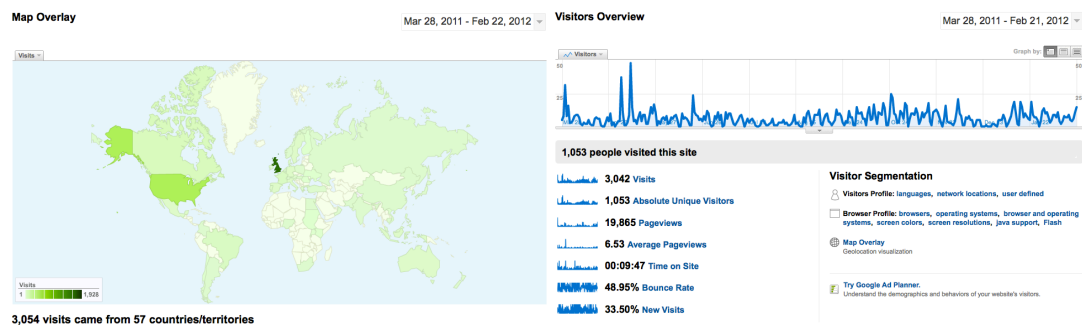 Map Overlay
Mar 28, 2011 - Feb 22, 2012
Visits
Visits
1
1,928
3,054 visits came from 57 countries/territories
Visitors Overview
Mar 28, 2011 - Feb 21, 2012
Visitors
Graph by:
50
50
25
25
1,053 people visited this site
3,042 Visits
1,053 Absolute Unique Visitors
19,865 Pageviews
6.53 Average Pageviews
00:09:47 Time on Site
48.95% Bounce Rate
33.50% New Visits
Visitor Segmentation
Visitors Profile: languages, network locations, user defined
Browser Profile: browsers, operating systems, browser and operating
systems, screen colors, screen resolutions, java support, Flash
Map Overlay
Geolocation visualization
Try Google Ad Planner.
Understand the demographics and behaviors of your website's visitors.